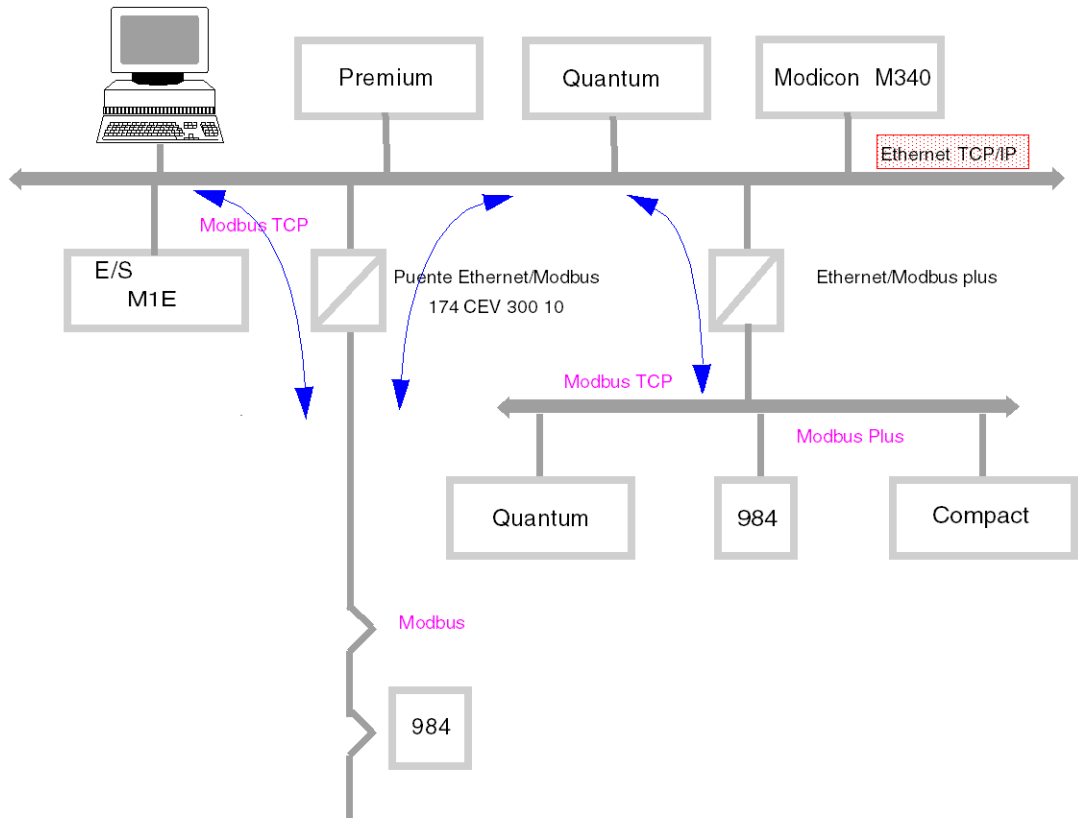 Premium
Quantum
Modicon M340
Ethernet TCP/IP
Modbus TCP
E/S
M1E
Puente Ethernet/Modbus
174 CEV 300 10
Ethernet/Modbus plus
Modbus TCP
Modbus Plus
Quantum
984
Compact
Modbus
984